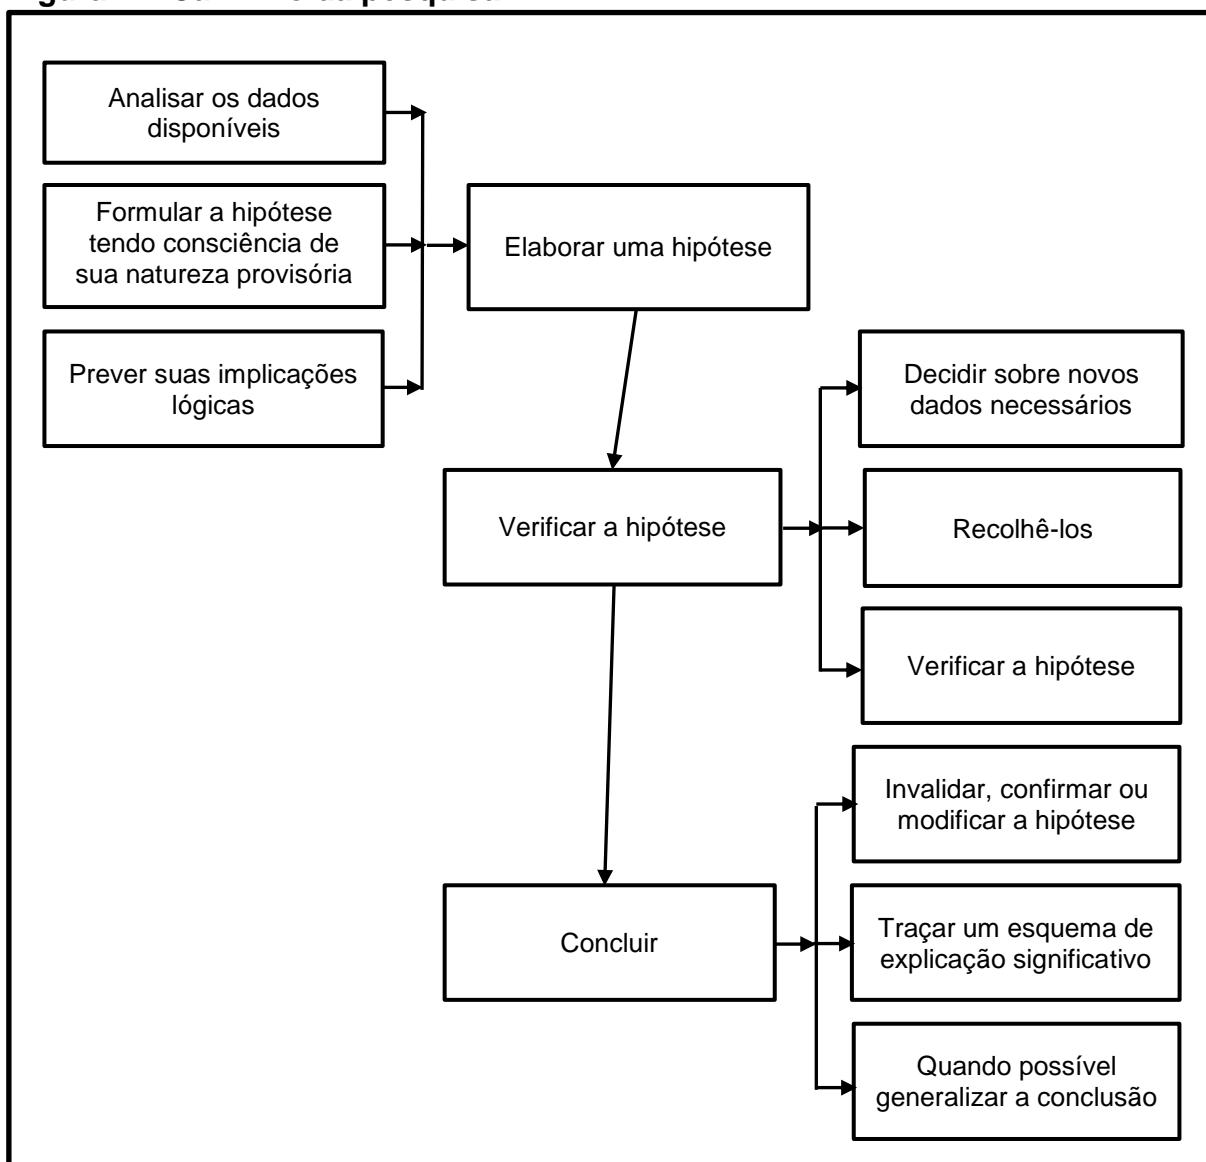 Analisar os dados
disponíveis
Formular a hipótese
tendo consciência de
sua natureza provisória
Elaborar uma hipótese
Prever suas implicações
lógicas
Decidir sobre novos
dados necessários
Verificar a hipótese
Recolhê-los
Verificar a hipótese
Invalidar, confirmar ou
modificar a hipótese
Concluir
Traçar um esquema de
explicação significativo
Quando possível
generalizar a conclusão